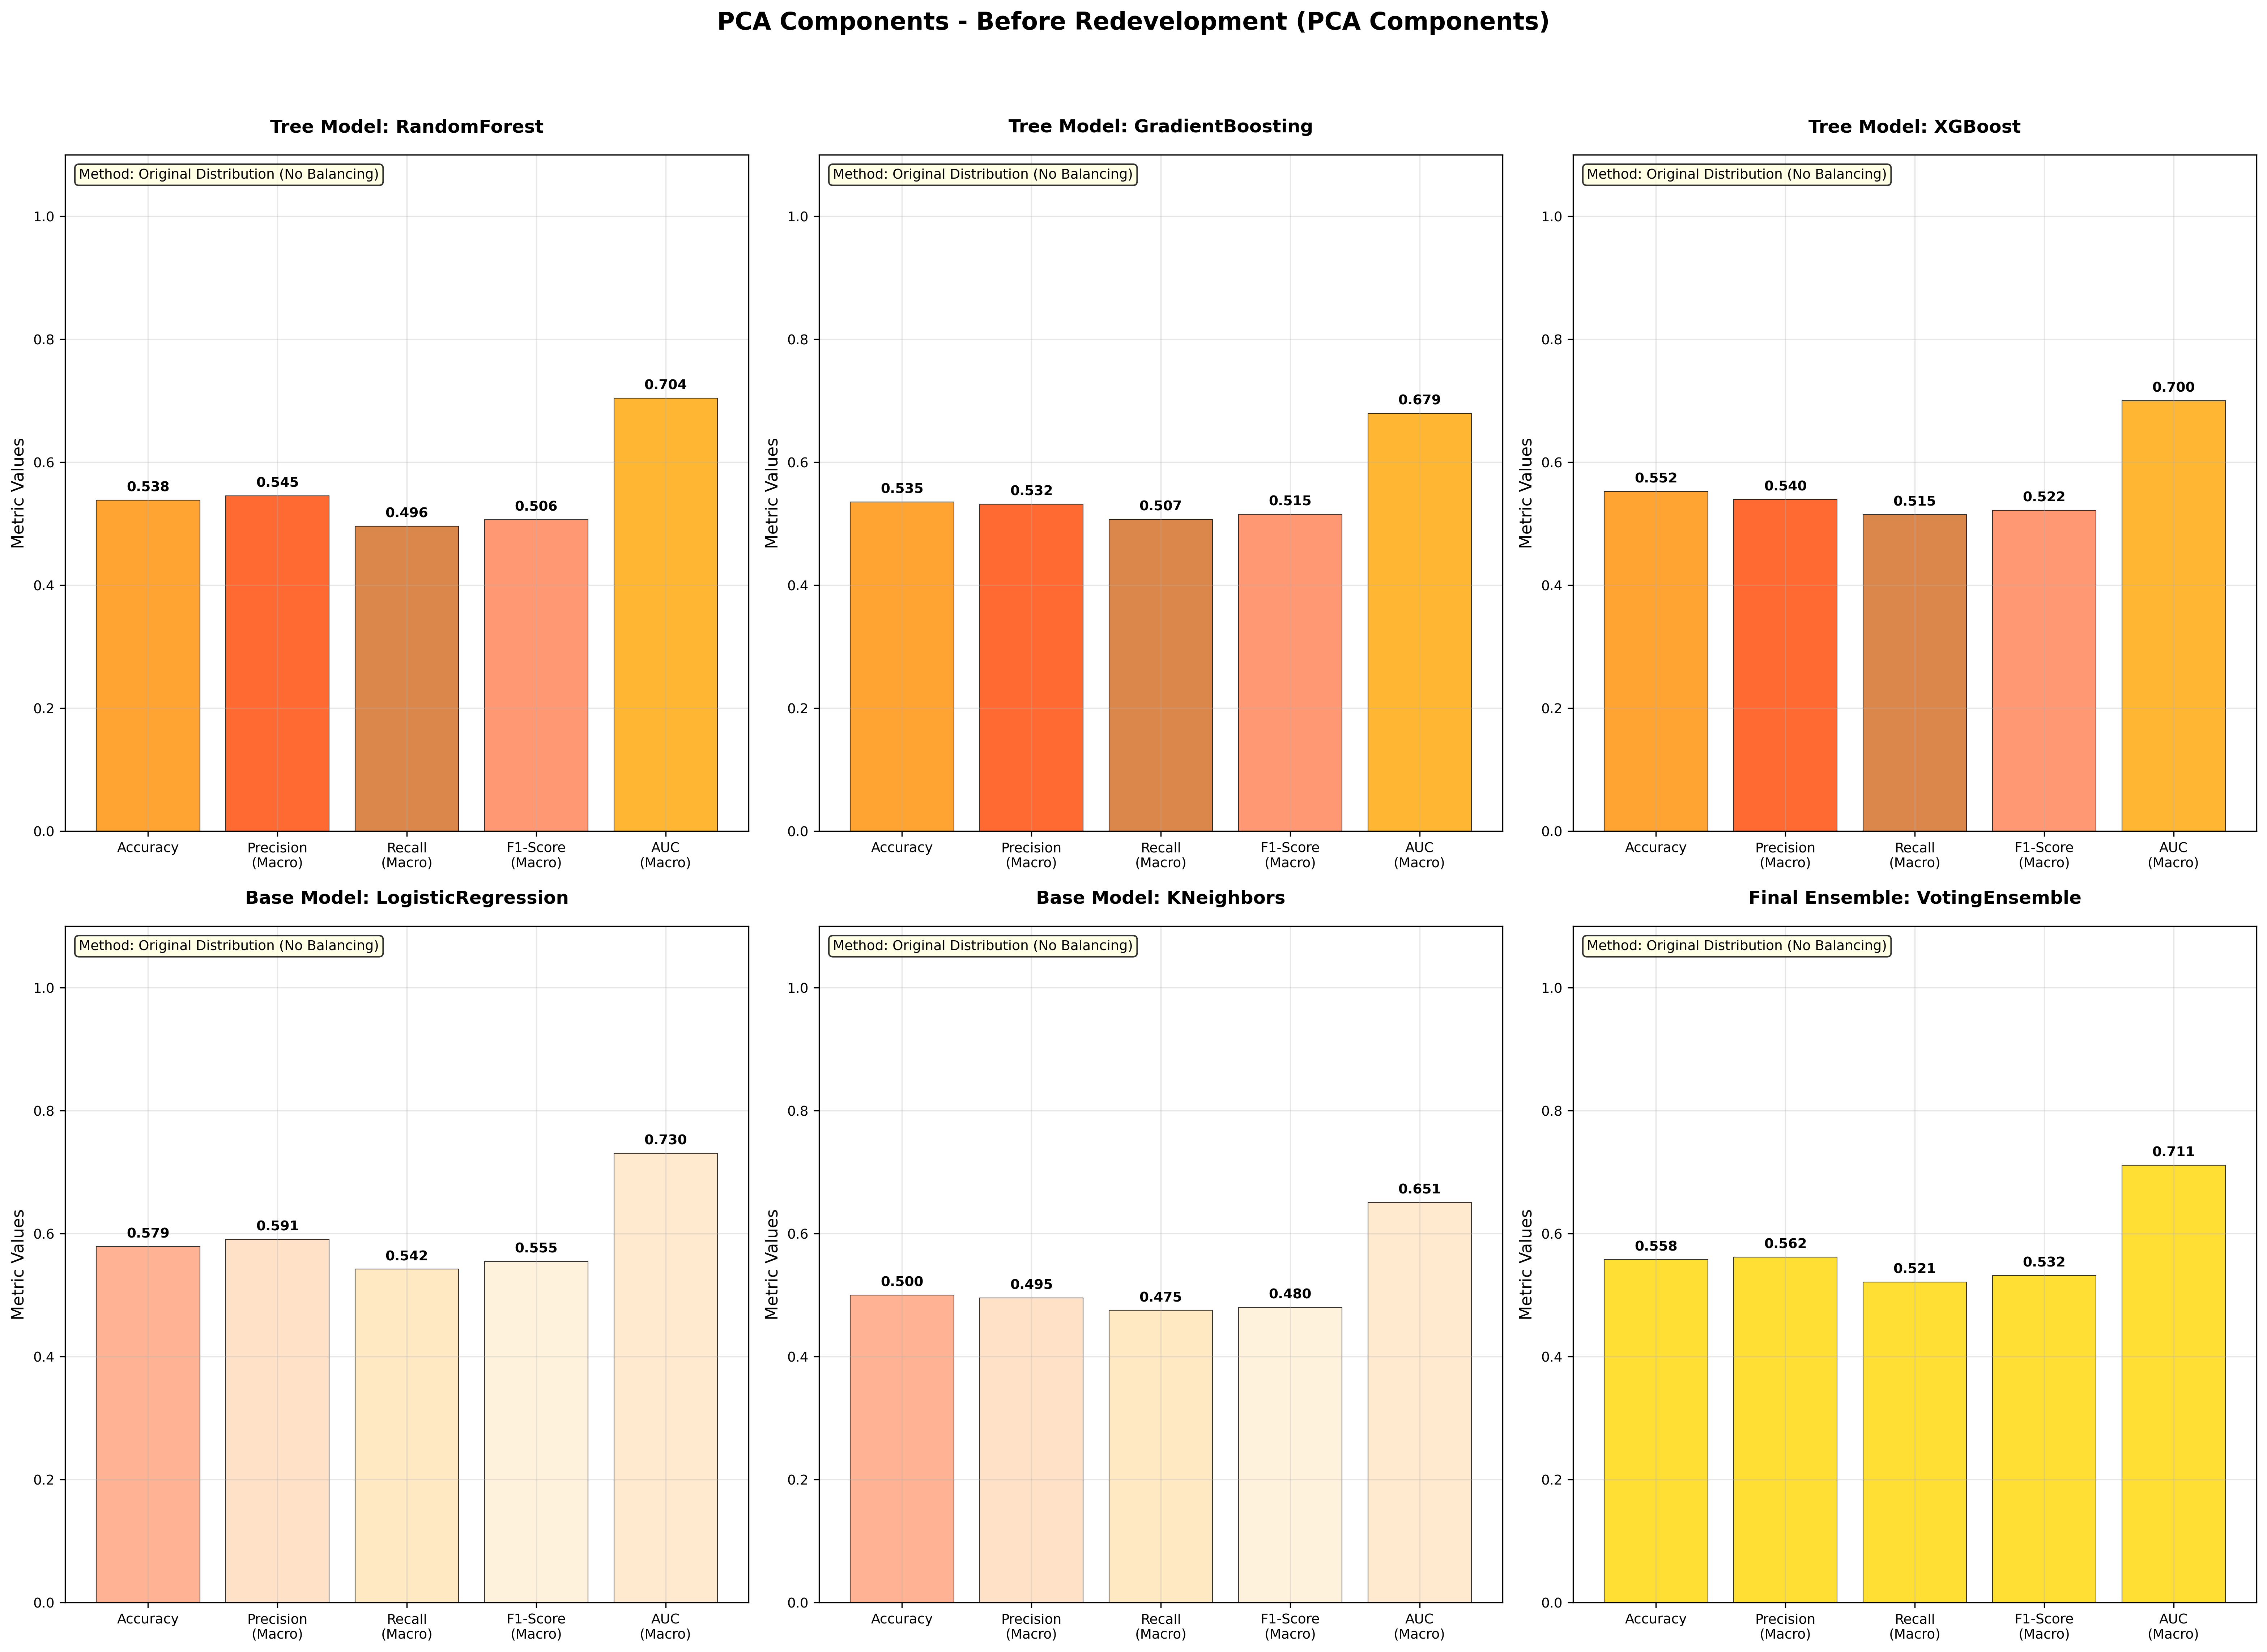 PCA Components - Before Redevelopment (PCA Components)
Tree Model: RandomForest
Method: Original Distribution (No Balancing)
Metric Values
1.0
0.8
0.6
0.4
0.2
0.0
0.538
0.545
0.496
0.506
0.704
Accuracy
Precision
(Macro)
Recall
(Macro)
F1-Score
(Macro)
AUC
(Macro)
Tree Model: GradientBoosting
Method: Original Distribution (No Balancing)
Metric Values
1.0
0.8
0.6
0.4
0.2
0.0
0.535
0.532
0.507
0.515
0.679
Accuracy
Precision
(Macro)
Recall
(Macro)
F1-Score
(Macro)
AUC
(Macro)
Tree Model: XGBoost
Method: Original Distribution (No Balancing)
Metric Values
1.0
0.8
0.6
0.4
0.2
0.0
0.552
0.540
0.515
0.522
0.700
Accuracy
Precision
(Macro)
Recall
(Macro)
F1-Score
(Macro)
AUC
(Macro)
Base Model: LogisticRegression
Method: Original Distribution (No Balancing)
Metric Values
1.0
0.8
0.6
0.4
0.2
0.0
0.579
0.591
0.542
0.555
0.730
Accuracy
Precision
(Macro)
Recall
(Macro)
F1-Score
(Macro)
AUC
(Macro)
Base Model: KNeighbors
Method: Original Distribution (No Balancing)
Metric Values
1.0
0.8
0.6
0.4
0.2
0.0
0.500
0.495
0.475
0.480
0.651
Accuracy
Precision
(Macro)
Recall
(Macro)
F1-Score
(Macro)
AUC
(Macro)
Final Ensemble: VotingEnsemble
Method: Original Distribution (No Balancing)
Metric Values
1.0
0.8
0.6
0.4
0.2
0.0
0.558
0.562
0.521
0.532
0.711
Accuracy
Precision
(Macro)
Recall
(Macro)
F1-Score
(Macro)
AUC
(Macro)